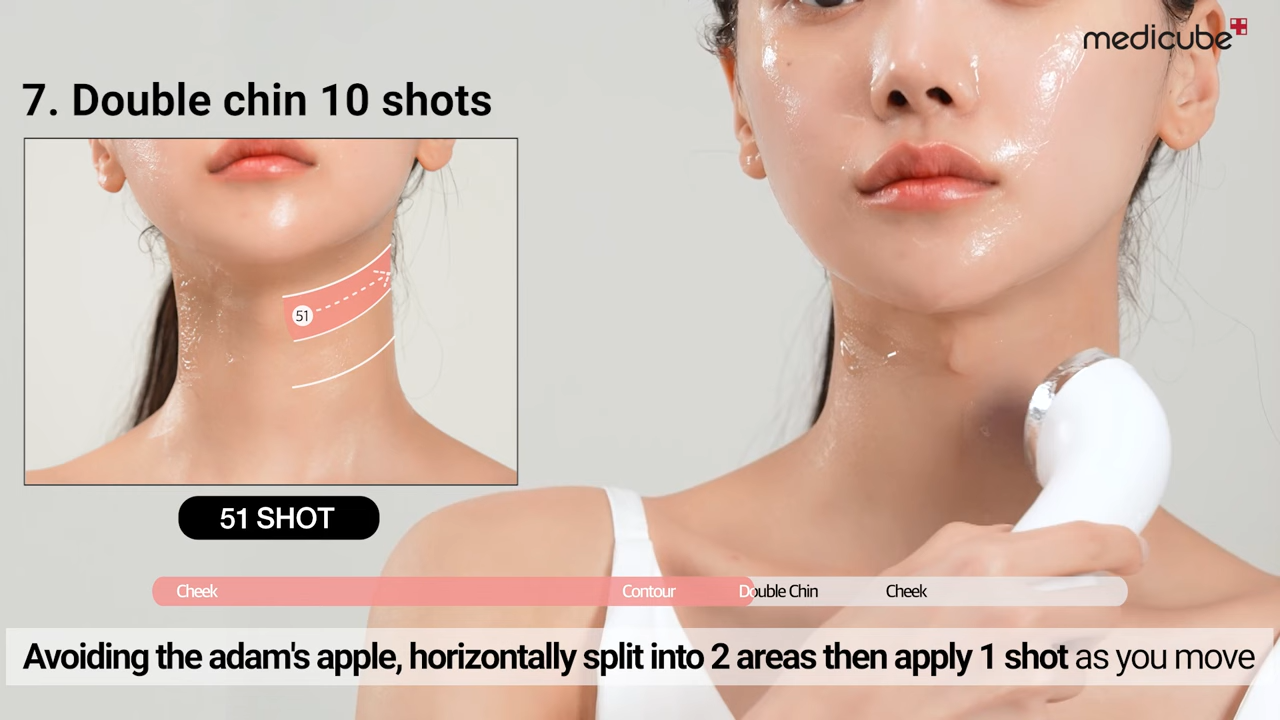 medicube
7. Double chin 10 shots
51
51 SHOT
Cheek Contour Double Chin Cheek
Avoiding the adam's apple, horizontally split into 2 areas then apply 1 shot as you move